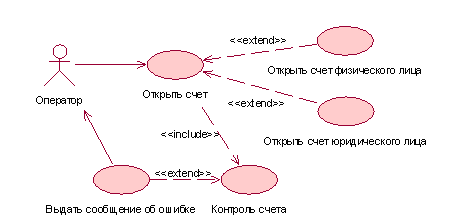 <<extend>>
Открыть счет физического лица
Оператор
Открыть счет
<<extend>>
<<include>>
Открыть счет юридического лица
<<extend>>
Выдать сообщение об ошибке
Контроль счета